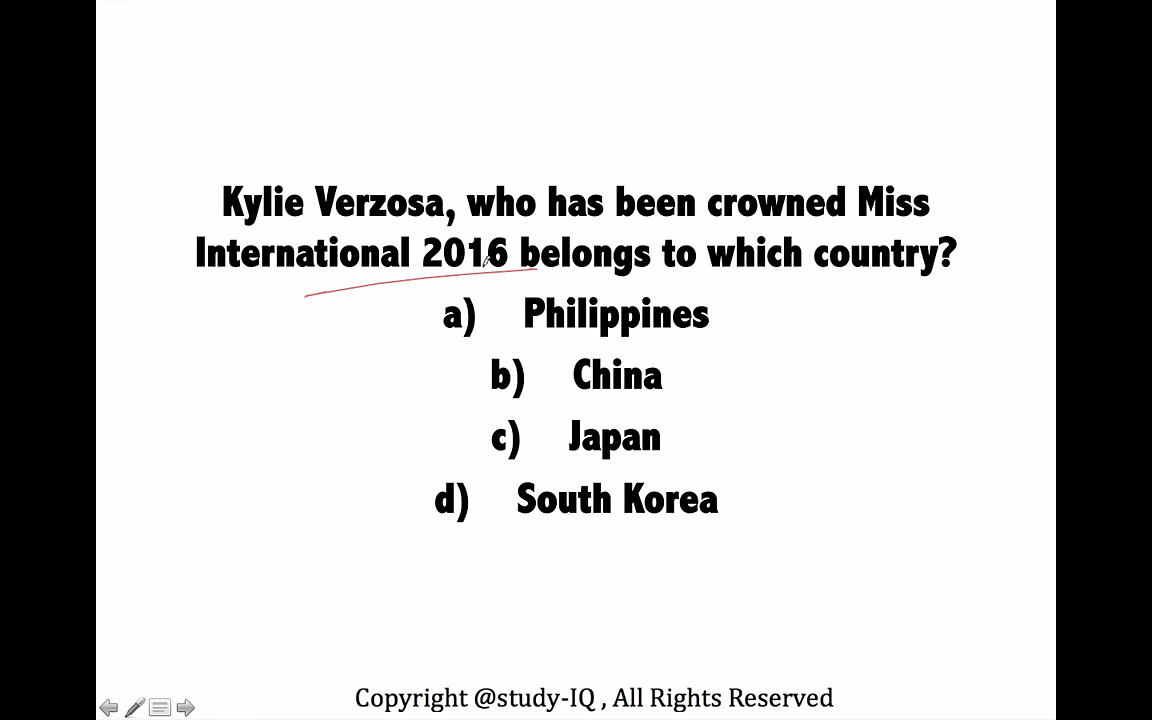 Kylie Verzosa, who has been crowned Miss
International 2016 belongs to which country?
a) Philippines
b) China
c) Japan
d) South Korea
Copyright @study-IQ , All Rights Reserved